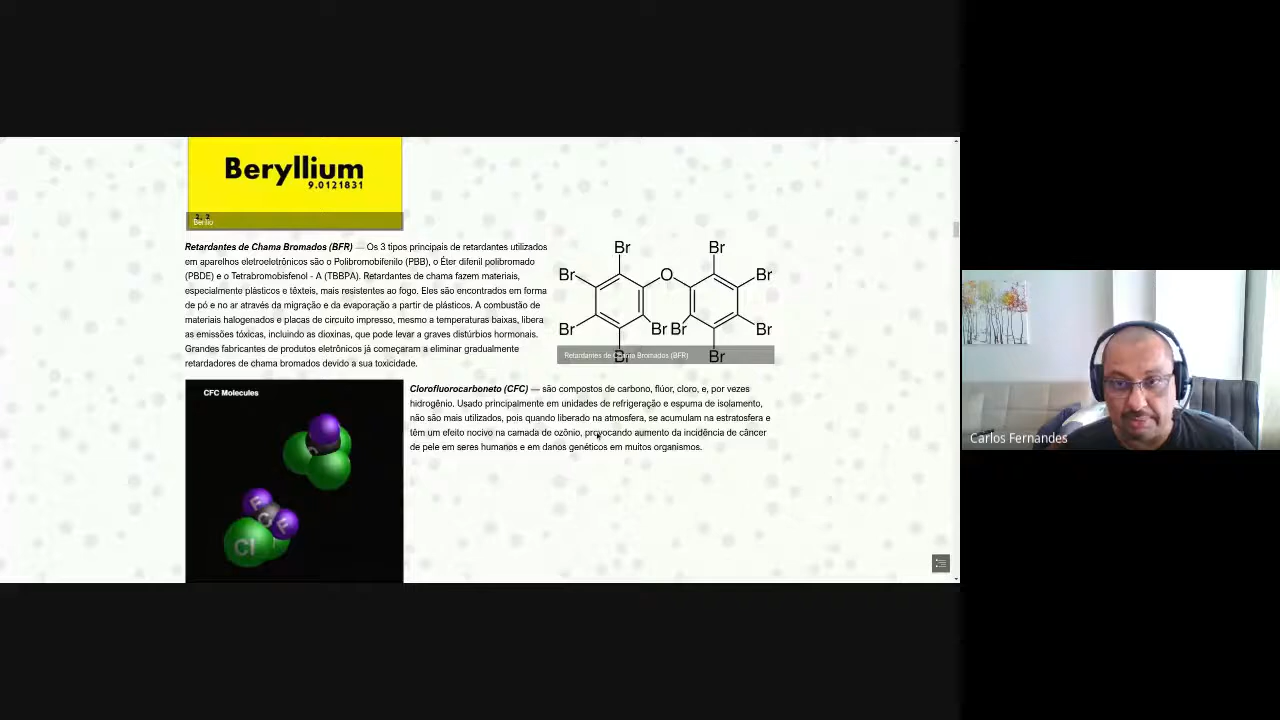 Beryllium
9.0121831
Berílio
Retardantes de Chama Bromados (BFR) — Os 3 tipos principais de retardantes utilizados
em aparelhos eletroeletrônicos são o Polibromobifenilo (PBB), o Éter difenil polibromado
(PBDE) e o Tetrabromobisfenol - A (TBBPA). Retardantes de chama fazem materiais,
especialmente plásticos e têxteis, mais resistentes ao fogo. Eles são encontrados em forma
de pó e no ar através da migração e da evaporação a partir de plásticos. A combustão de
materiais halogenados e placas de circuito impresso, mesmo a temperaturas baixas, libera
as emissões tóxicas, incluindo as dioxinas, que pode levar a graves distúrbios hormonais.
Grandes fabricantes de produtos eletrônicos já começaram a eliminar gradualmente
retardadores de chama bromados devido a sua toxicidade.
Br Br
Br O Br
Br Br Br Br
Br Br
Retardantes de Chama Bromados (BFR)
CFC Molecules
F
C
F
Cl
Clorofluorocarboneto (CFC) — são compostos de carbono, flúor, cloro, e, por vezes
hidrogênio. Usado principalmente em unidades de refrigeração e espuma de isolamento,
não são mais utilizados, pois quando liberado na atmosfera, se acumulam na estratosfera e
têm um efeito nocivo na camada de ozônio, provocando aumento da incidência de câncer
de pele em seres humanos e em danos genéticos em muitos organismos.
Carlos Fernandes